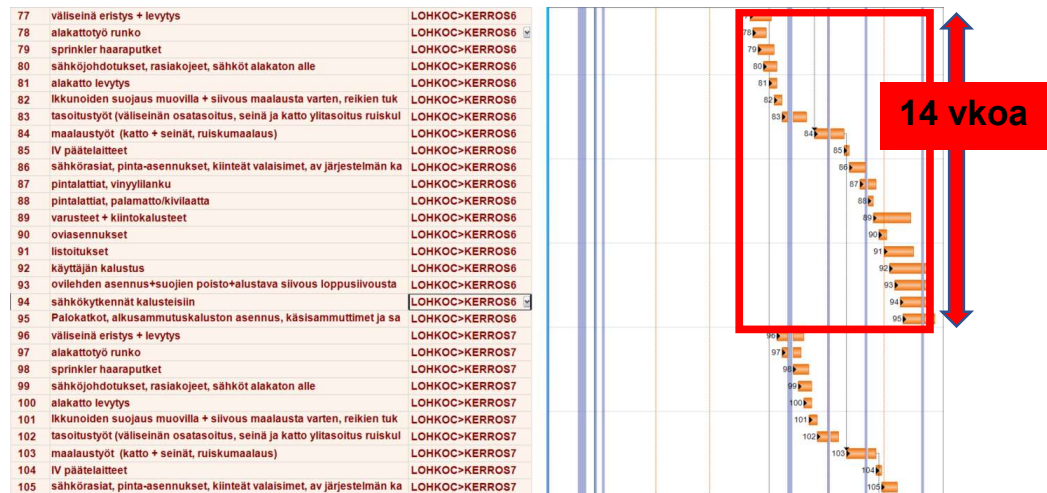 77 väliseinä eristys + levytys LOHKOC>KERROS6
78 alakattotyö runko LOHKOC>KERROS6 78
79 sprinkler haaraputket LOHKOC>KERROS6 79
80 sähköjohdotukset, rasiakojeet, sähköt alakaton alle LOHKOC>KERROS6 80
81 alakatto levytys LOHKOC>KERROS6 81
82 Ikkunoiden suojaus muovilla + siivous maalausta varten, reikien tuk LOHKOC>KERROS6 82
83 tasoitustyöt (väliseinän osatasoitus, seinä ja katto ylitasoitus ruiskul LOHKOC>KERROS6 83
84 maalaustyöt (katto + seinät, ruiskumaalaus) LOHKOC>KERROS6 84
85 IV päätelaitteet LOHKOC>KERROS6 85
86 sähkörasiat, pinta-asennukset, kiinteät valaisimet, av järjestelmän ka LOHKOC>KERROS6 86
87 pintalattiat, vinyylilanku LOHKOC>KERROS6 87
88 pintalattiat, palamatto/kivilaatta LOHKOC>KERROS6 88
89 varusteet + kiintokalusteet LOHKOC>KERROS6 89
90 oviasennukset LOHKOC>KERROS6 90
91 listoitukset LOHKOC>KERROS6 91
92 käyttäjän kalustus LOHKOC>KERROS6 92
93 ovilehden asennus+suojien poisto+alustava siivous loppusiivousta LOHKOC>KERROS6 93
94 sähkökytkennät kalusteisiin LOHKOC>KERROS6 94
95 Palokatkot, alkusammutuskaluston asennus, käsisammuttimet ja sa LOHKOC>KERROS6 95
96 väliseinä eristys + levytys LOHKOC>KERROS7 96
97 alakattotyö runko LOHKOC>KERROS7 97
98 sprinkler haaraputket LOHKOC>KERROS7 98
99 sähköjohdotukset, rasiakojeet, sähköt alakaton alle LOHKOC>KERROS7 99
100 alakatto levytys LOHKOC>KERROS7 100
101 Ikkunoiden suojaus muovilla + siivous maalausta varten, reikien tuk LOHKOC>KERROS7 101
102 tasoitustyöt (väliseinän osatasoitus, seinä ja katto ylitasoitus ruiskul LOHKOC>KERROS7 102
103 maalaustyöt (katto + seinät, ruiskumaalaus) LOHKOC>KERROS7 103
104 IV päätelaitteet LOHKOC>KERROS7 104
105 sähkörasiat, pinta-asennukset, kiinteät valaisimet, av järjestelmän ka LOHKOC>KERROS7 105
14 vkoa